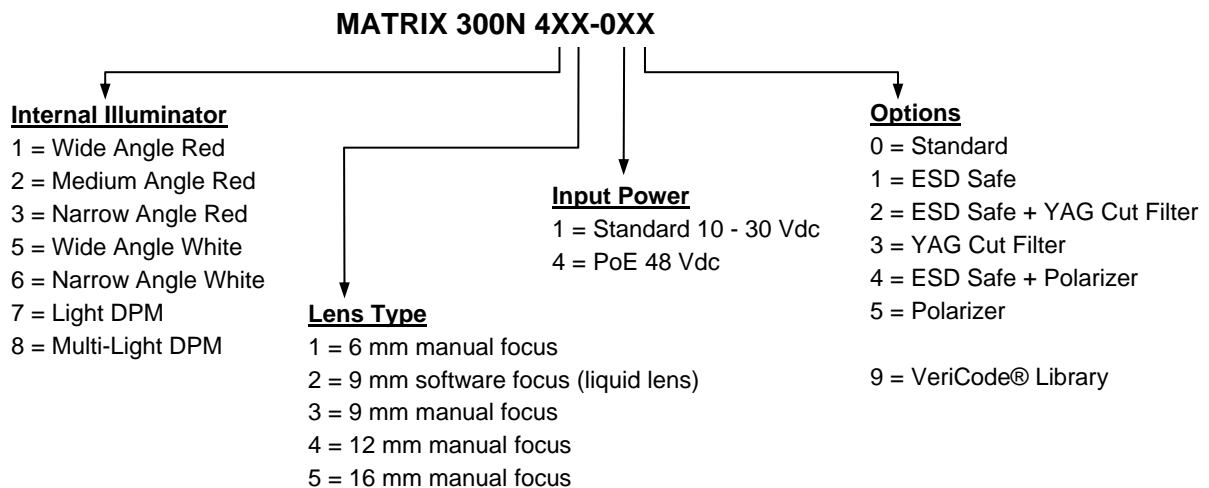 MATRIX 300N 4XX-0XX
Internal Illuminator
1 = Wide Angle Red
2 = Medium Angle Red
3 = Narrow Angle Red
5 = Wide Angle White
6 = Narrow Angle White
7 = Light DPM
8 = Multi-Light DPM
Lens Type
1 = 6 mm manual focus
2 = 9 mm software focus (liquid lens)
3 = 9 mm manual focus
4 = 12 mm manual focus
5 = 16 mm manual focus
Input Power
1 = Standard 10 - 30 Vdc
4 = PoE 48 Vdc
Options
0 = Standard
1 = ESD Safe
2 = ESD Safe + YAG Cut Filter
3 = YAG Cut Filter
4 = ESD Safe + Polarizer
5 = Polarizer
9 = VeriCode® Library